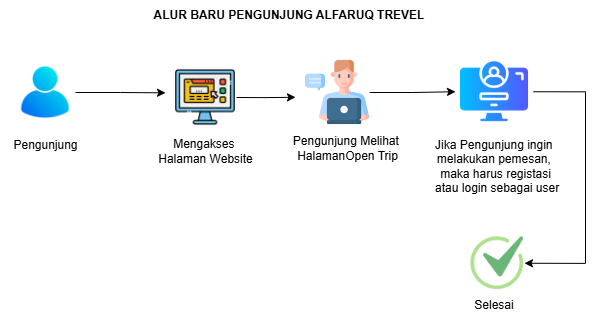 ALUR BARU PENGUNJUNG ALFARUQ TREVEL
Pengunjung
Mengakses
Halaman Website
Pengunjung Melihat
HalamanOpen Trip
Jika Pengunjung ingin
melakukan pemesan,
maka harus registasi
atau login sebagai user
Selesai